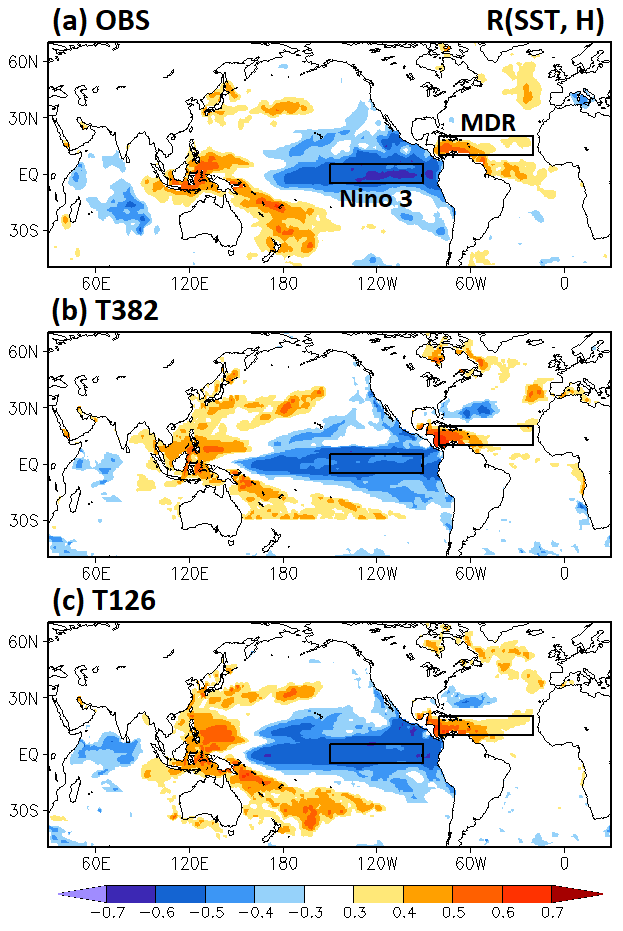 (a) OBS R(SST, H)
60N
30N
EQ
30S
MDR
Nino 3
60E 120E 180 120W 60W 0
(b) T382
60N
30N
EQ
30S
60E 120E 180 120W 60W 0
(c) T126
60N
30N
EQ
30S
60E 120E 180 120W 60W 0
−0.7 −0.6 −0.5 −0.4 −0.3 0.3 0.4 0.5 0.6 0.7